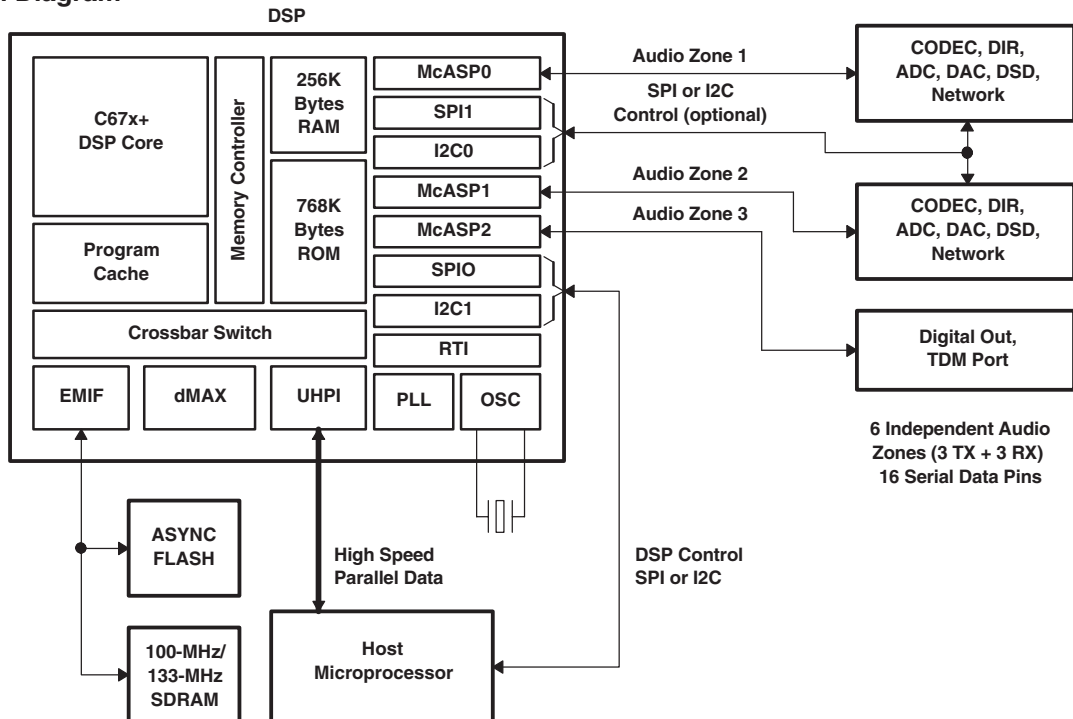 Diagram
DSP
C67x+
DSP Core
Program
Cache
Memory Controller
256K
Bytes
RAM
768K
Bytes
ROM
McASP0
SPI1
I2C0
McASP1
McASP2
SPIO
I2C1
RTI
Crossbar Switch
EMIF
dMAX
UHPI
PLL
OSC
Audio Zone 1
SPI or I2C
Control (optional)
Audio Zone 2
Audio Zone 3
CODEC, DIR,
ADC, DAC, DSD,
Network
CODEC, DIR,
ADC, DAC, DSD,
Network
Digital Out,
TDM Port
6 Independent Audio
Zones (3 TX + 3 RX)
16 Serial Data Pins
ASYNC
FLASH
High Speed
Parallel Data
DSP Control
SPI or I2C
100-MHz/
133-MHz
SDRAM
Host
Microprocessor